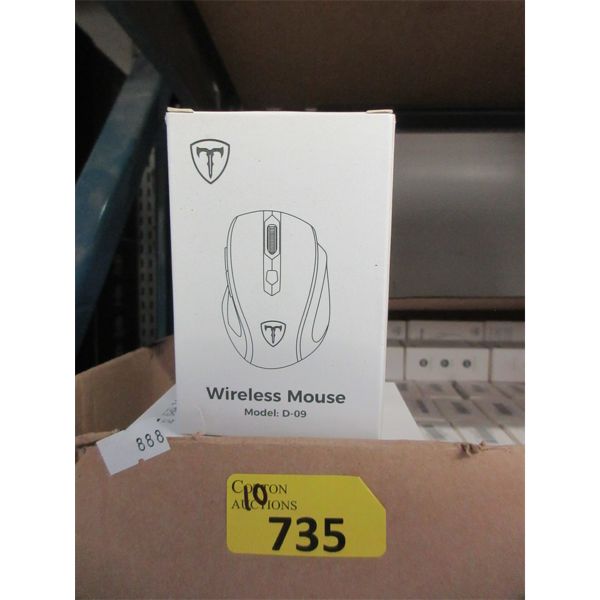 T
T
Wireless Mouse
Model: D-09
888
COTTON
10
AUCTIONS
735